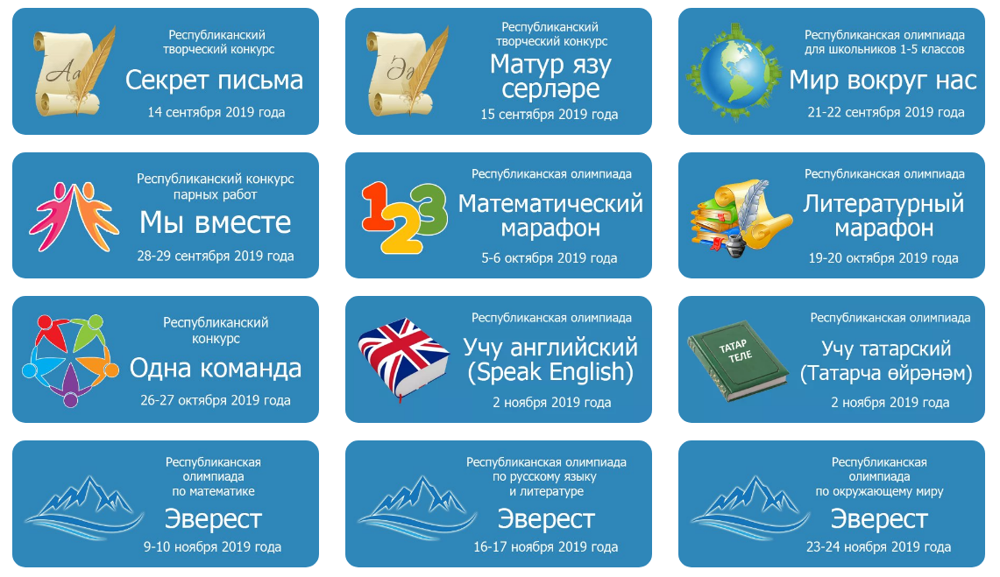 Аа
Республиканский
творческий конкурс
Секрет письма
14 сентября 2019 года
Әә
Республиканский
творческий конкурс
Матур язу
серләре
15 сентября 2019 года
Республиканская олимпиада
для школьников 1-5 классов
Мир вокруг нас
21-22 сентября 2019 года
Республиканский конкурс
парных работ
Мы вместе
28-29 сентября 2019 года
123
Республиканская олимпиада
Математический
марафон
5-6 октября 2019 года
Республиканская олимпиада
Литературный
марафон
19-20 октября 2019 года
Республиканский
конкурс
Одна команда
26-27 октября 2019 года
Республиканская олимпиада
Учу английский
(Speak English)
2 ноября 2019 года
ТАТАР
ТЕЛЕ
Республиканская олимпиада
Учу татарский
(Татарча өйрәнәм)
2 ноября 2019 года
Республиканская
олимпиада
по математике
Эверест
9-10 ноября 2019 года
Республиканская олимпиада
по русскому языку
и литературе
Эверест
16-17 ноября 2019 года
Республиканская
олимпиада
по окружающему миру
Эверест
23-24 ноября 2019 года